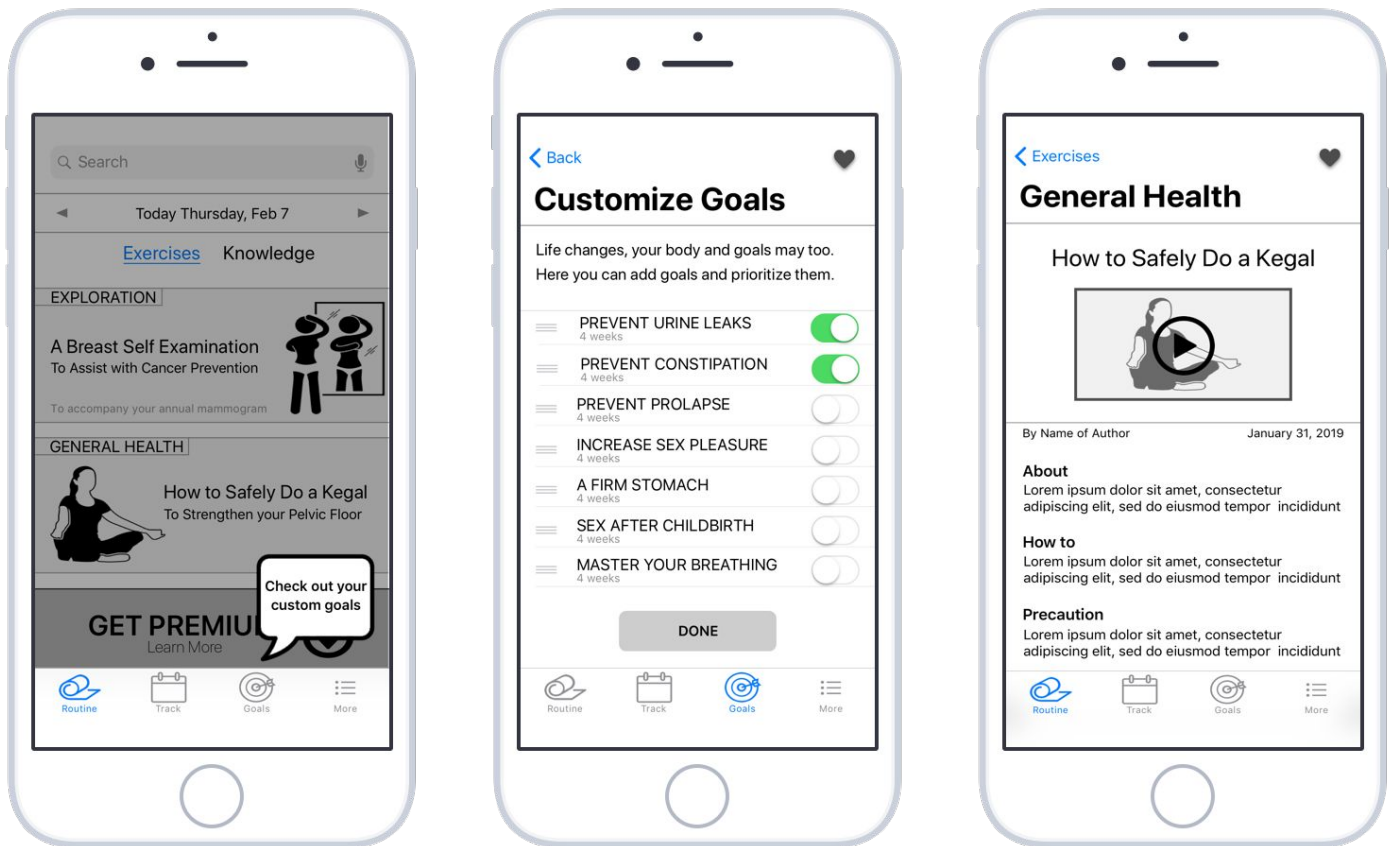 Search
Today Thursday, Feb 7
Exercises Knowledge
EXPLORATION
A Breast Self Examination
To Assist with Cancer Prevention
To accompany your annual mammogram
GENERAL HEALTH
How to Safely Do a Kegal
To Strengthen your Pelvic Floor
Check out your
custom goals
GET PREMIU
Learn More
Routine Track Goals More
Back
Customize Goals
Life changes, your body and goals may too.
Here you can add goals and prioritize them.
PREVENT URINE LEAKS
4 weeks
PREVENT CONSTIPATION
4 weeks
PREVENT PROLAPSE
4 weeks
INCREASE SEX PLEASURE
4 weeks
A FIRM STOMACH
4 weeks
SEX AFTER CHILDBIRTH
4 weeks
MASTER YOUR BREATHING
4 weeks
DONE
Routine Track Goals More
Exercises
General Health
How to Safely Do a Kegal
By Name of Author January 31, 2019
About
Lorem ipsum dolor sit amet, consectetur
adipiscing elit, sed do eiusmod tempor incididunt
How to
Lorem ipsum dolor sit amet, consectetur
adipiscing elit, sed do eiusmod tempor incididunt
Precaution
Lorem ipsum dolor sit amet, consectetur
adipiscing elit, sed do eiusmod tempor incididunt
Routine Track Goals More